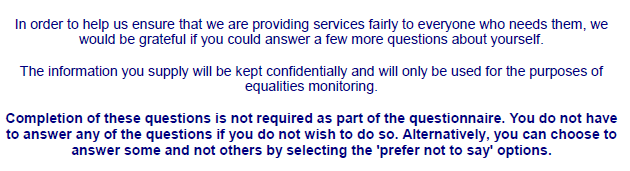 In order to help us ensure that we are providing services fairly to everyone who needs them, we
would be grateful if you could answer a few more questions about yourself.
The information you supply will be kept confidentially and will only be used for the purposes of
equalities monitoring.
Completion of these questions is not required as part of the questionnaire. You do not have
to answer any of the questions if you do not wish to do so. Alternatively, you can choose to
answer some and not others by selecting the 'prefer not to say' options.